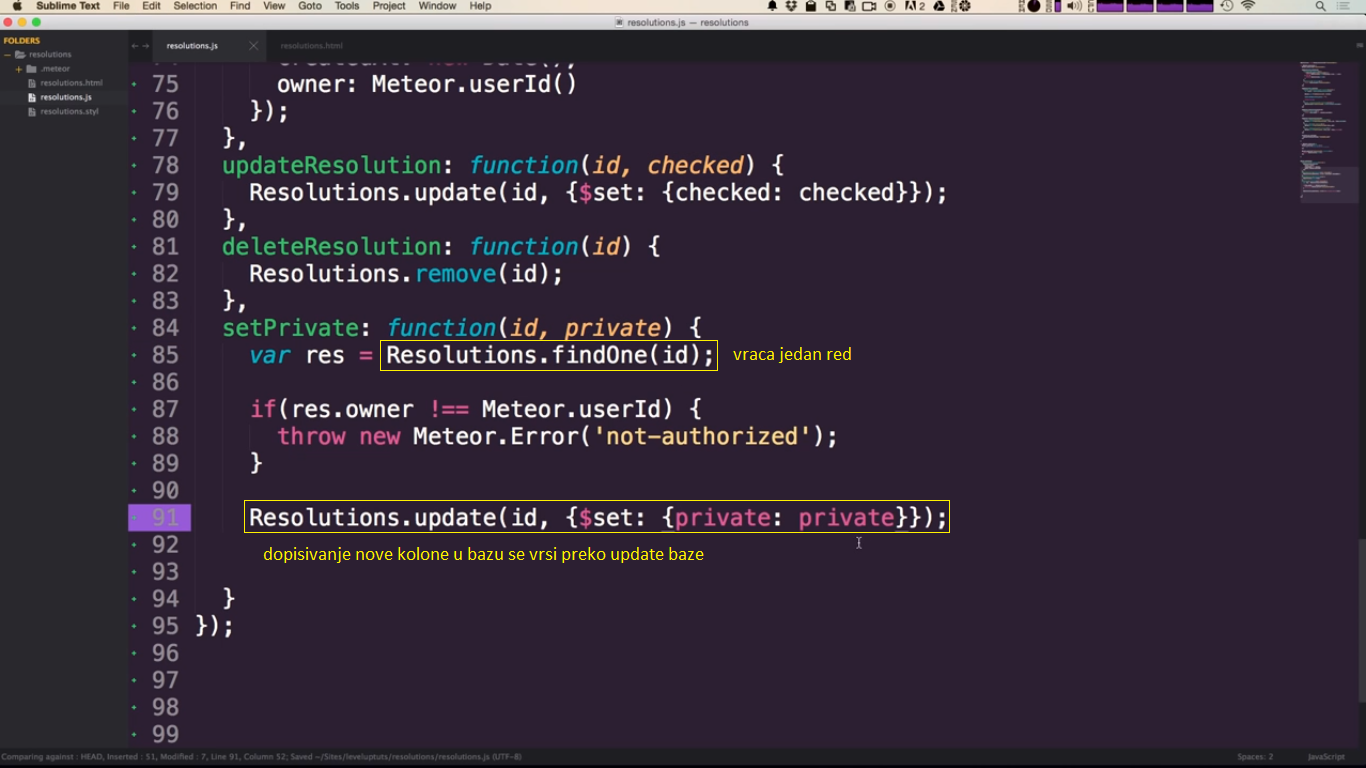 Sublime Text File Edit Selection Find View Goto Tools Project Window Help
resolutions.js — resolutions
FOLDERS
resolutions
.meteor
resolutions.html
resolutions.js
resolutions.styl
resolutions.js resolutions.html
75 owner: Meteor.userId()
76 });
77 },
78 updateResolution: function(id, checked) {
79 Resolutions.update(id, {$set: {checked: checked}});
80 },
81 deleteResolution: function(id) {
82 Resolutions.remove(id);
83 },
84 setPrivate: function(id, private) {
85 var res = Resolutions.findOne(id); vraca jedan red
86
87 if(res.owner !== Meteor.userId) {
88 throw new Meteor.Error('not-authorized');
89 }
90
91 Resolutions.update(id, {$set: {private: private}});
92 dopisivanje nove kolone u bazu se vrsi preko update baze
93
94 }
95 });
96
97
98
99
Comparing against : HEAD, Inserted : 51, Modified : 7, Line 91, Column 52; Saved ~/Sites/leveluptuts/resolutions/resolutions.js (UTF-8) Spaces: 2 JavaScript